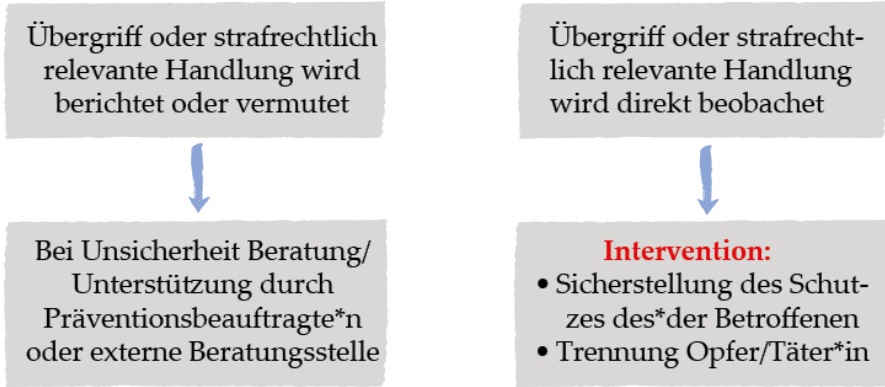 Übergriff oder strafrechtlich
relevante Handlung wird
berichtet oder vermutet
Übergriff oder strafrecht-
lich relevante Handlung
wird direkt beobachet
Bei Unsicherheit Beratung/
Unterstützung durch
Präventionsbeauftragte*n
oder externe Beratungsstelle
Intervention:
• Sicherstellung des Schut-
zes des*der Betroffenen
• Trennung Opfer/Täter*in